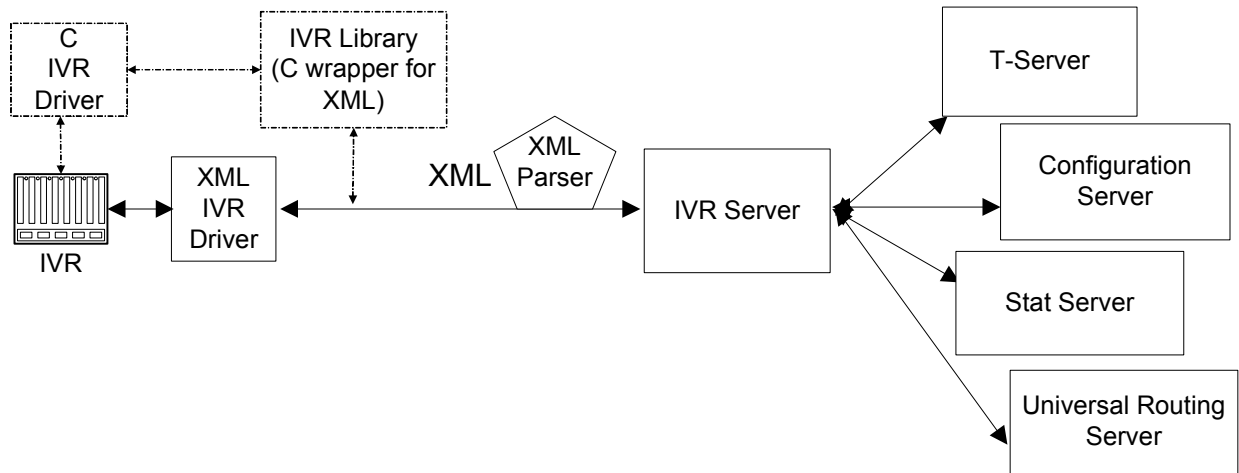 C
IVR
Driver
IVR Library
(C wrapper for
XML)
T-Server
XML
XML
Parser
Configuration
Server
XML
IVR
Driver
IVR Server
IVR
Stat Server
Universal Routing
Server